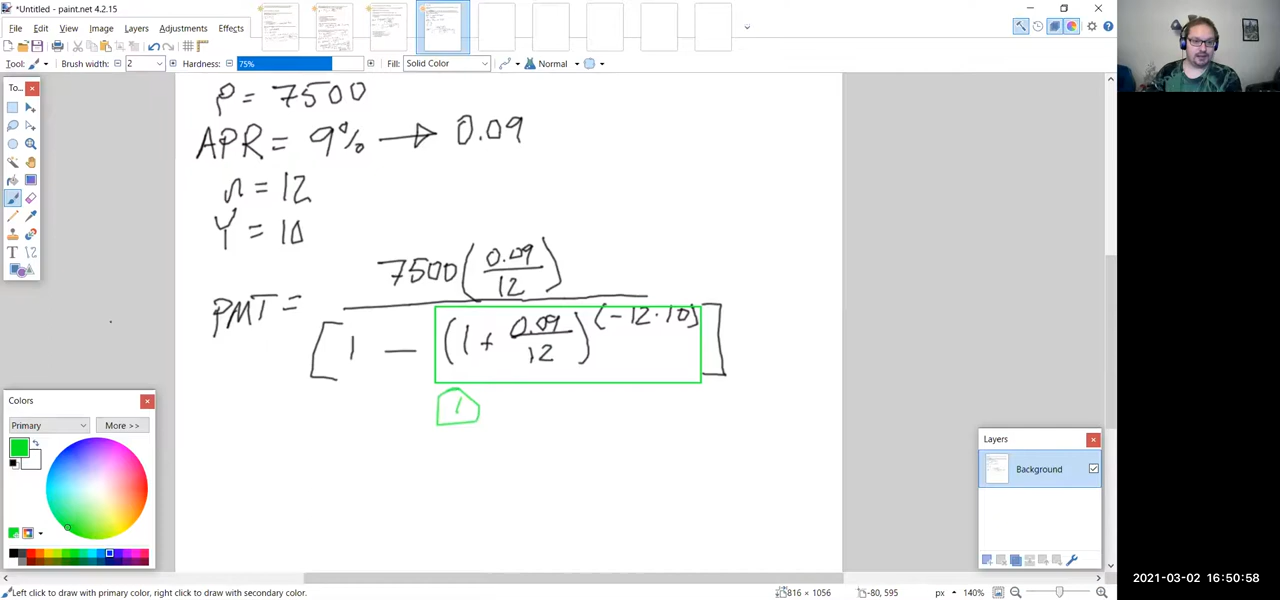 *Untitled - paint.net 4.2.15
File Edit View Image Layers Adjustments Effects
Tool: Brush width: 2 Hardness: 75% Fill: Solid Color Normal
To...
P = 7500
APR = 9% → 0.09
n = 12
Y = 10
PMT = 7500(0.09/12) / [1 - (1 + 0.09/12)^(-12·10)]
1
Colors
Primary More >>
Layers
Background
2021-03-02 16:50:58
Left click to draw with primary color, right click to draw with secondary color. 816 x 1056 -80, 595 px 140%